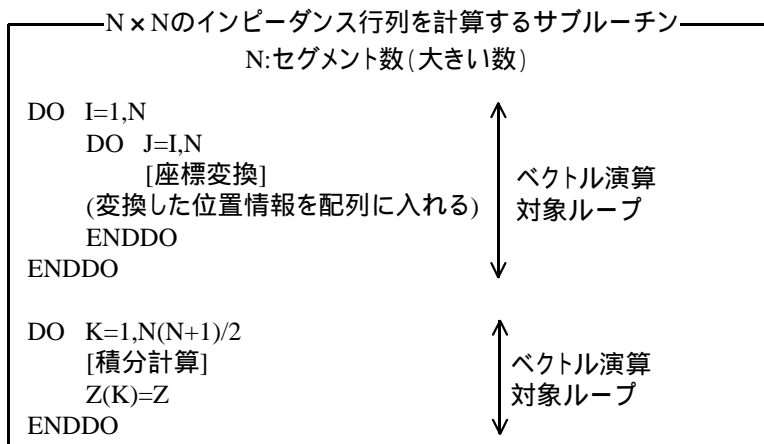 N×Nのインピーダンス行列を計算するサブルーチン
N:セグメント数(大きい数)
DO I=1,N
DO J=I,N
[座標変換]
(変換した位置情報を配列に入れる)
ENDDO
ENDDO
ベクトル演算
対象ループ
DO K=1,N(N+1)/2
[積分計算]
Z(K)=Z
ENDDO
ベクトル演算
対象ループ